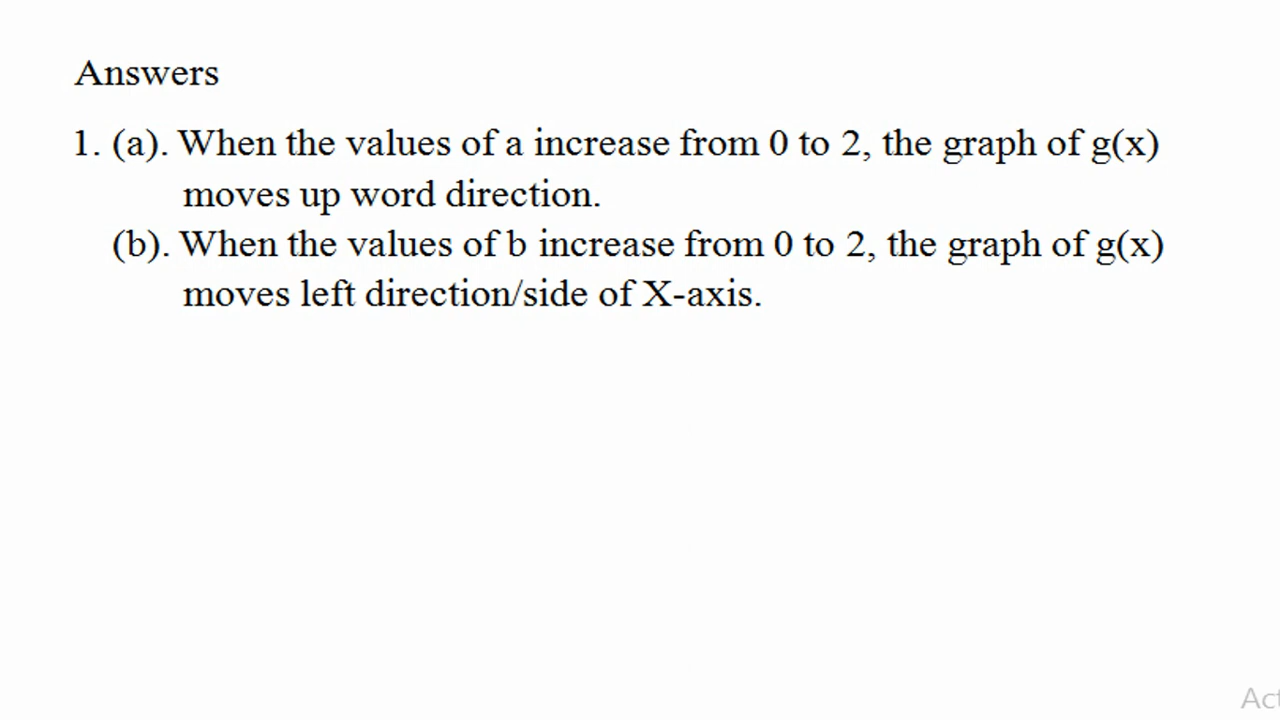 Answers
1. (a). When the values of a increase from 0 to 2, the graph of g(x)
moves up word direction.
(b). When the values of b increase from 0 to 2, the graph of g(x)
moves left direction/side of X-axis.
Act